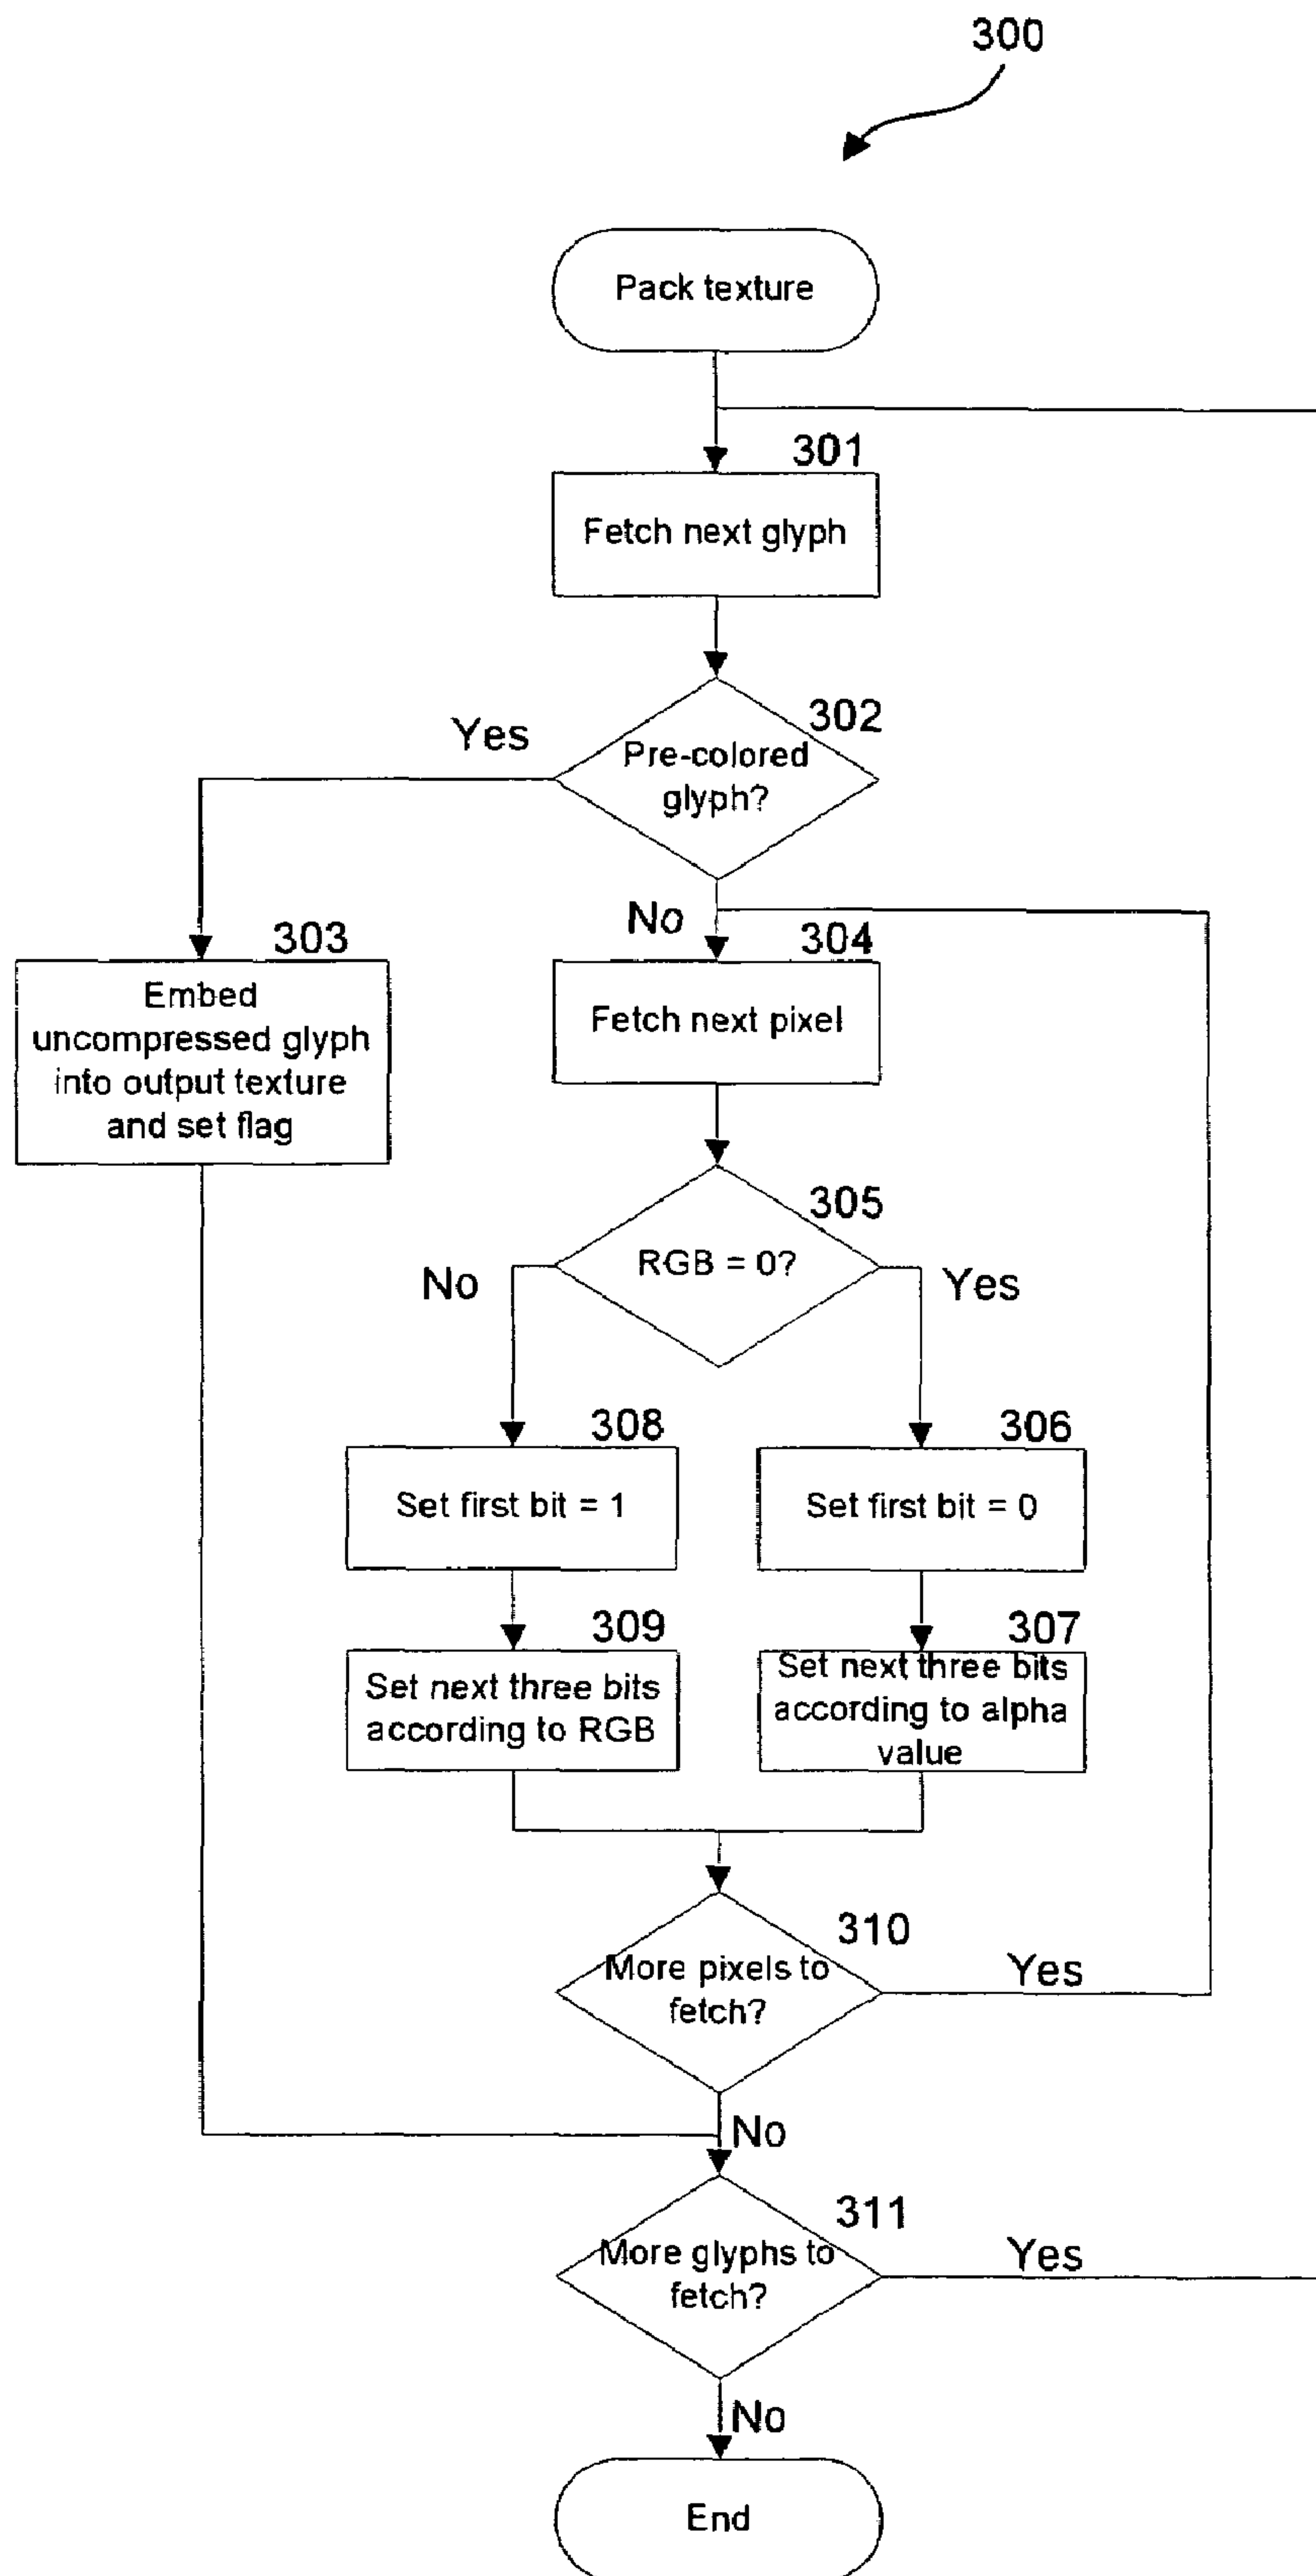 300
Pack texture
301
Fetch next glyph
302
Yes
Pre-colored
glyph?
No
303
304
Embed
uncompressed glyph
into output texture
and set flag
Fetch next pixel
305
No
RGB = 0?
Yes
308
306
Set first bit = 1
Set first bit = 0
309
307
Set next three bits
according to RGB
Set next three bits
according to alpha
value
310
More pixels to
fetch?
Yes
No
311
More glyphs to
fetch?
Yes
No
End